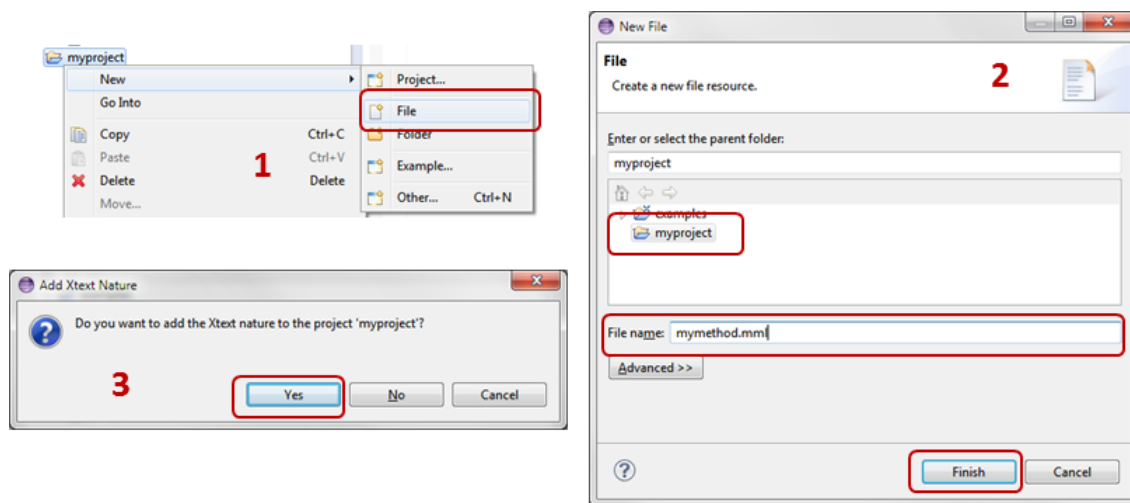 myproject
New
Go Into
Copy Ctrl+C
Paste Ctrl+V
Delete Delete
Move...
1
Project...
File
Folder
Example...
Other... Ctrl+N
New File
File
Create a new file resource.
2
Enter or select the parent folder:
myproject
examples
myproject
File name: mymethod.mml
Advanced >>
Finish Cancel
Add Xtext Nature
Do you want to add the Xtext nature to the project 'myproject'?
3
Yes No Cancel